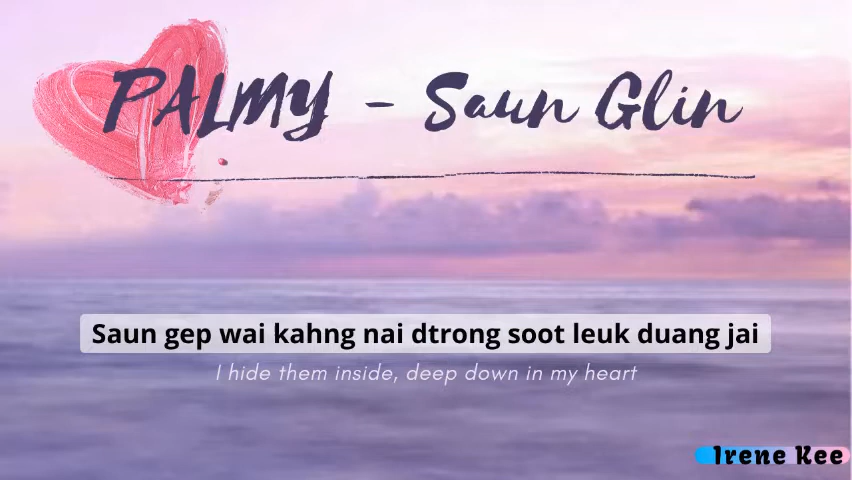 PALMY - Saun Glin
Saun gep wai kahng nai dtrong soot leuk duang jai
I hide them inside, deep down in my heart
Irene Kee